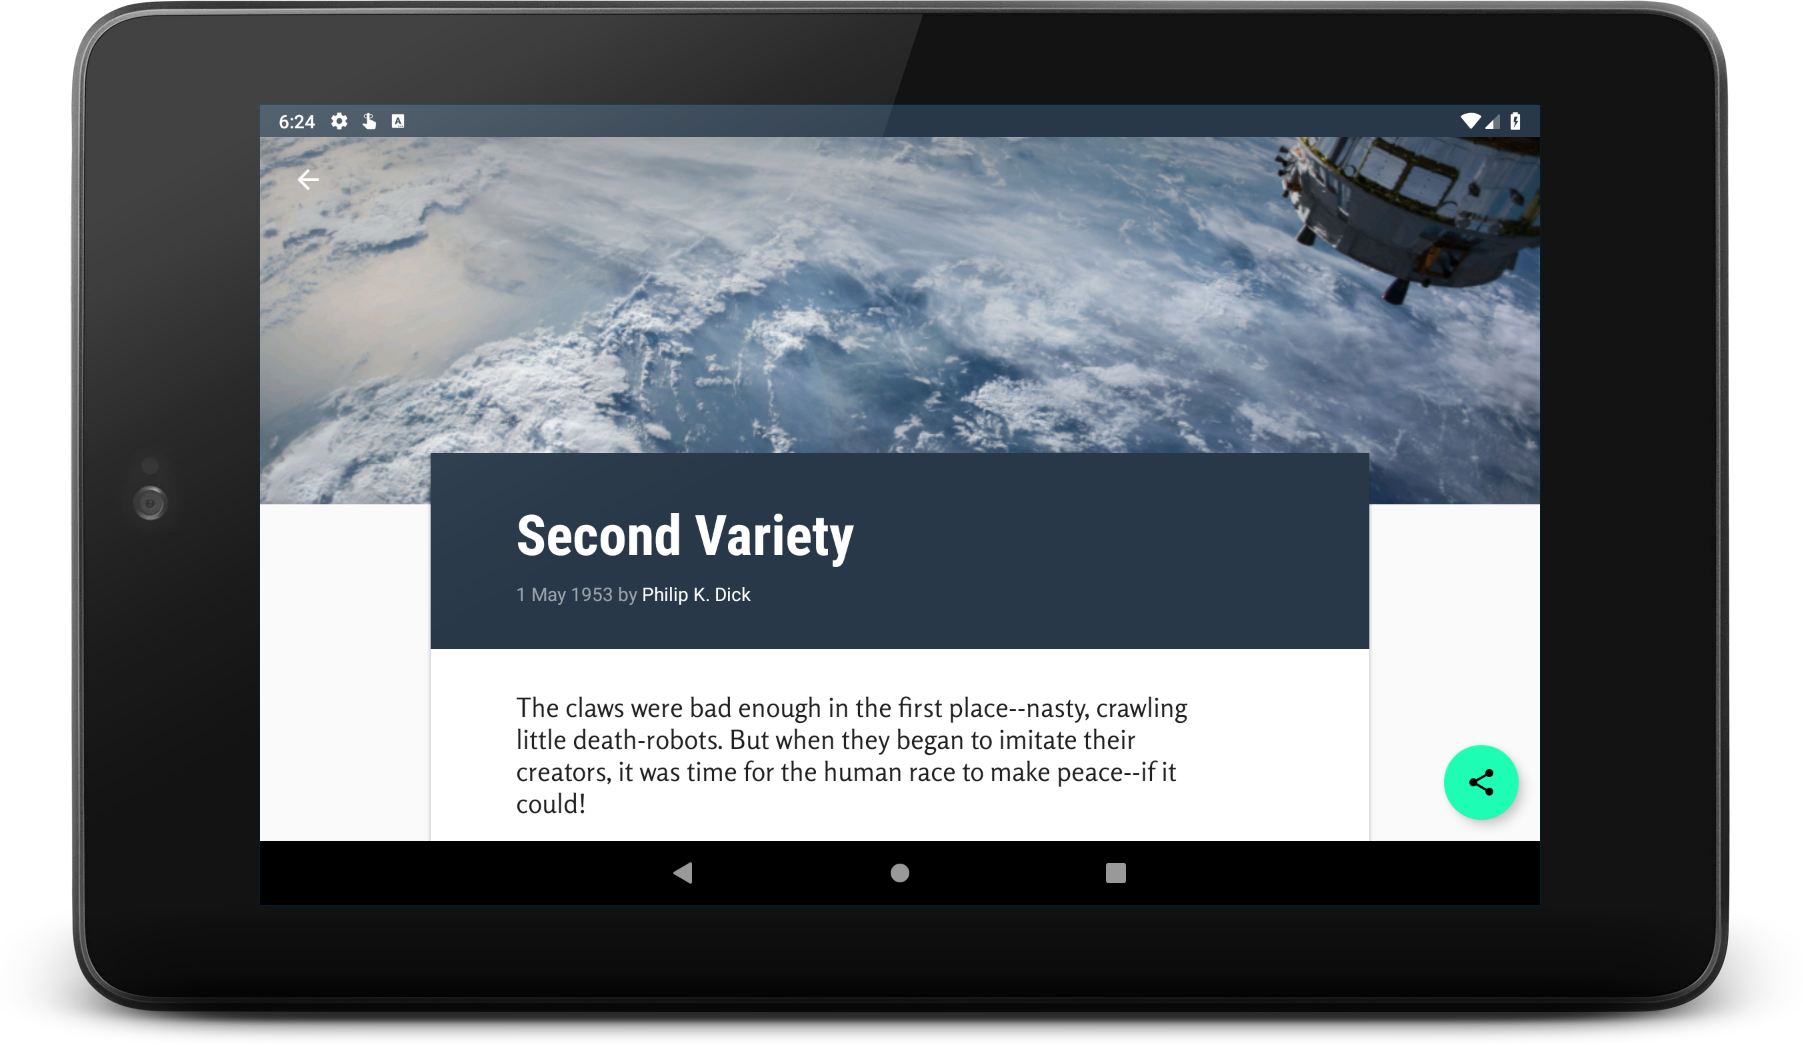 6:24
Second Variety
1 May 1953 by Philip K. Dick
The claws were bad enough in the first place--nasty, crawling
little death-robots. But when they began to imitate their
creators, it was time for the human race to make peace--if it
could!